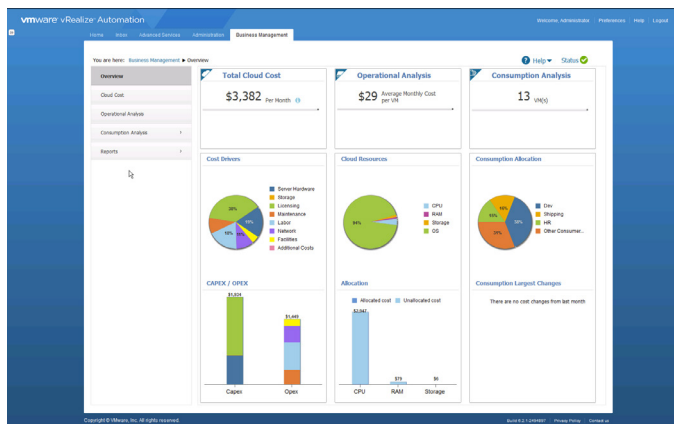 vmware vRealize Automation
Welcome, Administrator Preferences Help Logout
Home Inbox Advanced Services Administration Business Management
You are here: Business Management Overview
Help Status
Overview
Cloud Cost
Operational Analysis
Consumption Analysis
Reports
Total Cloud Cost
$3,382 Per Month
Operational Analysis
$29 Average Monthly Cost
per VM
Consumption Analysis
13 VM(s)
Cost Drivers
Server Hardware
Storage
Licensing
Maintenance
Labor
Network
Facilities
Additional Costs
Cloud Resources
94%
CPU
RAM
Storage
OS
Consumption Allocation
Dev
Shipping
HR
Other Consumer...
CAPEX / OPEX
$1,649
Capex Opex
Allocation
Allocated cost Unallocated cost
$79
$6
CPU RAM Storage
Consumption Largest Changes
There are no cost changes from last month
Copyright © VMware, Inc. All rights reserved.
Privacy Policy Contact us